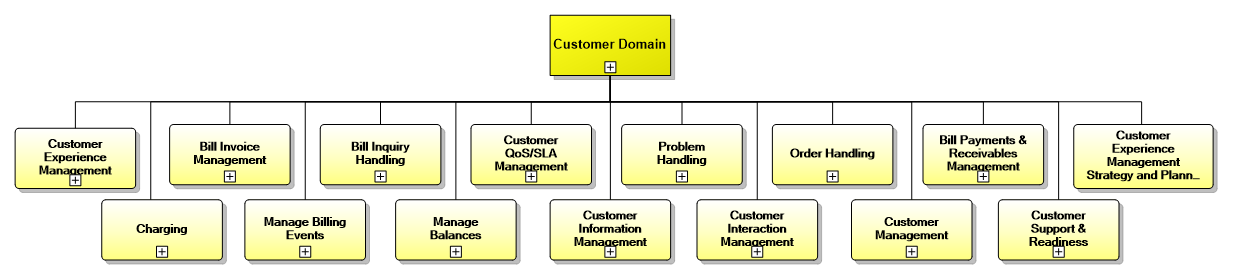 Customer Domain
Customer
Experience
Management
Bill Invoice
Management
Bill Inquiry
Handling
Customer
QoS/SLA
Management
Problem
Handling
Order Handling
Bill Payments &
Receivables
Management
Customer
Experience
Management
Strategy and Plann...
Charging
Manage Billing
Events
Manage
Balances
Customer
Information
Management
Customer
Interaction
Management
Customer
Management
Customer
Support &
Readiness